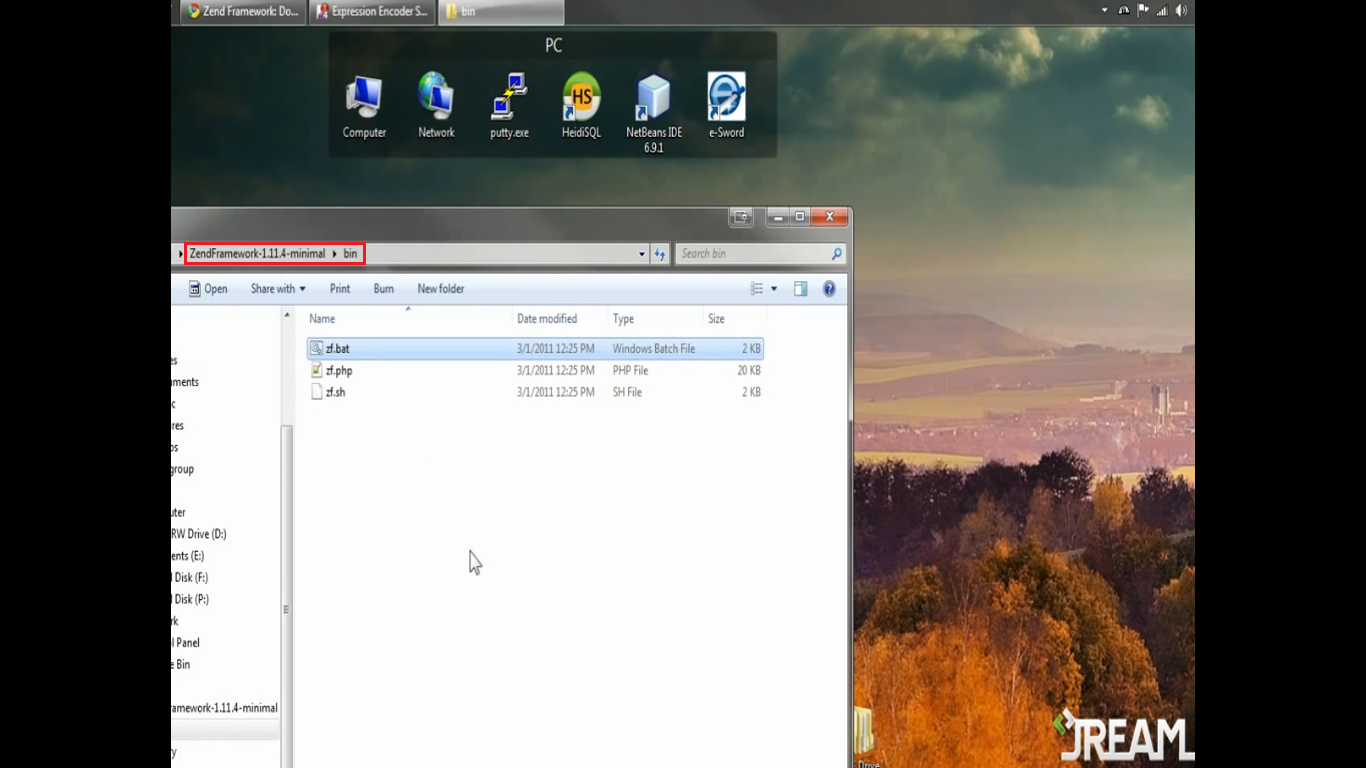 Zend Framework: Do...
Expression Encoder S...
bin
PC
Computer
Network
putty.exe
HeidiSQL
NetBeans IDE
6.9.1
e-Sword
HS
ZendFramework-1.11.4-minimal
bin
Search bin
Open
Share with
Print
Burn
New folder
Name
Date modified
Type
Size
zf.bat
3/1/2011 12:25 PM
Windows Batch File
2 KB
zf.php
3/1/2011 12:25 PM
PHP File
20 KB
zf.sh
3/1/2011 12:25 PM
SH File
2 KB
es
ments
c
res
os
group
uter
RW Drive (D:)
ents (E:)
l Disk (F:)
l Disk (P:)
rk
l Panel
e Bin
amework-1.11.4-minimal
ry
Drive
JREAM